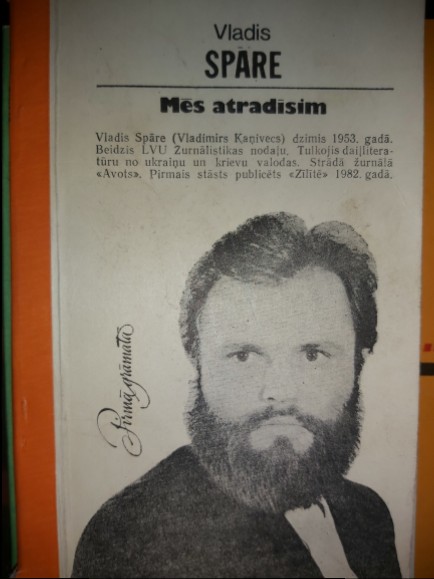 Vladis
SPĀRE
Mēs atradīsim
Vladis Spāre (Vladimirs Kaņivecs) dzimis 1953. gadā.
Beidzis LVU Žurnālistikas nodaļu. Tulkojis daiļlitera-
tūru no ukraiņu un krievu valodas. Strādā žurnālā
«Avots». Pirmais stāsts publicēts «Zīlītē» 1982. gadā.
Pirmā grāmata